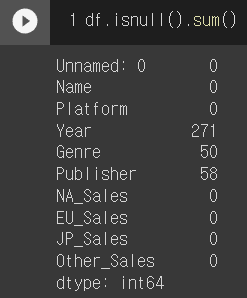 1 df.isnull().sum()
Unnamed: 0 0
Name 0
Platform 0
Year 271
Genre 50
Publisher 58
NA_Sales 0
EU_Sales 0
JP_Sales 0
Other_Sales 0
dtype: int64